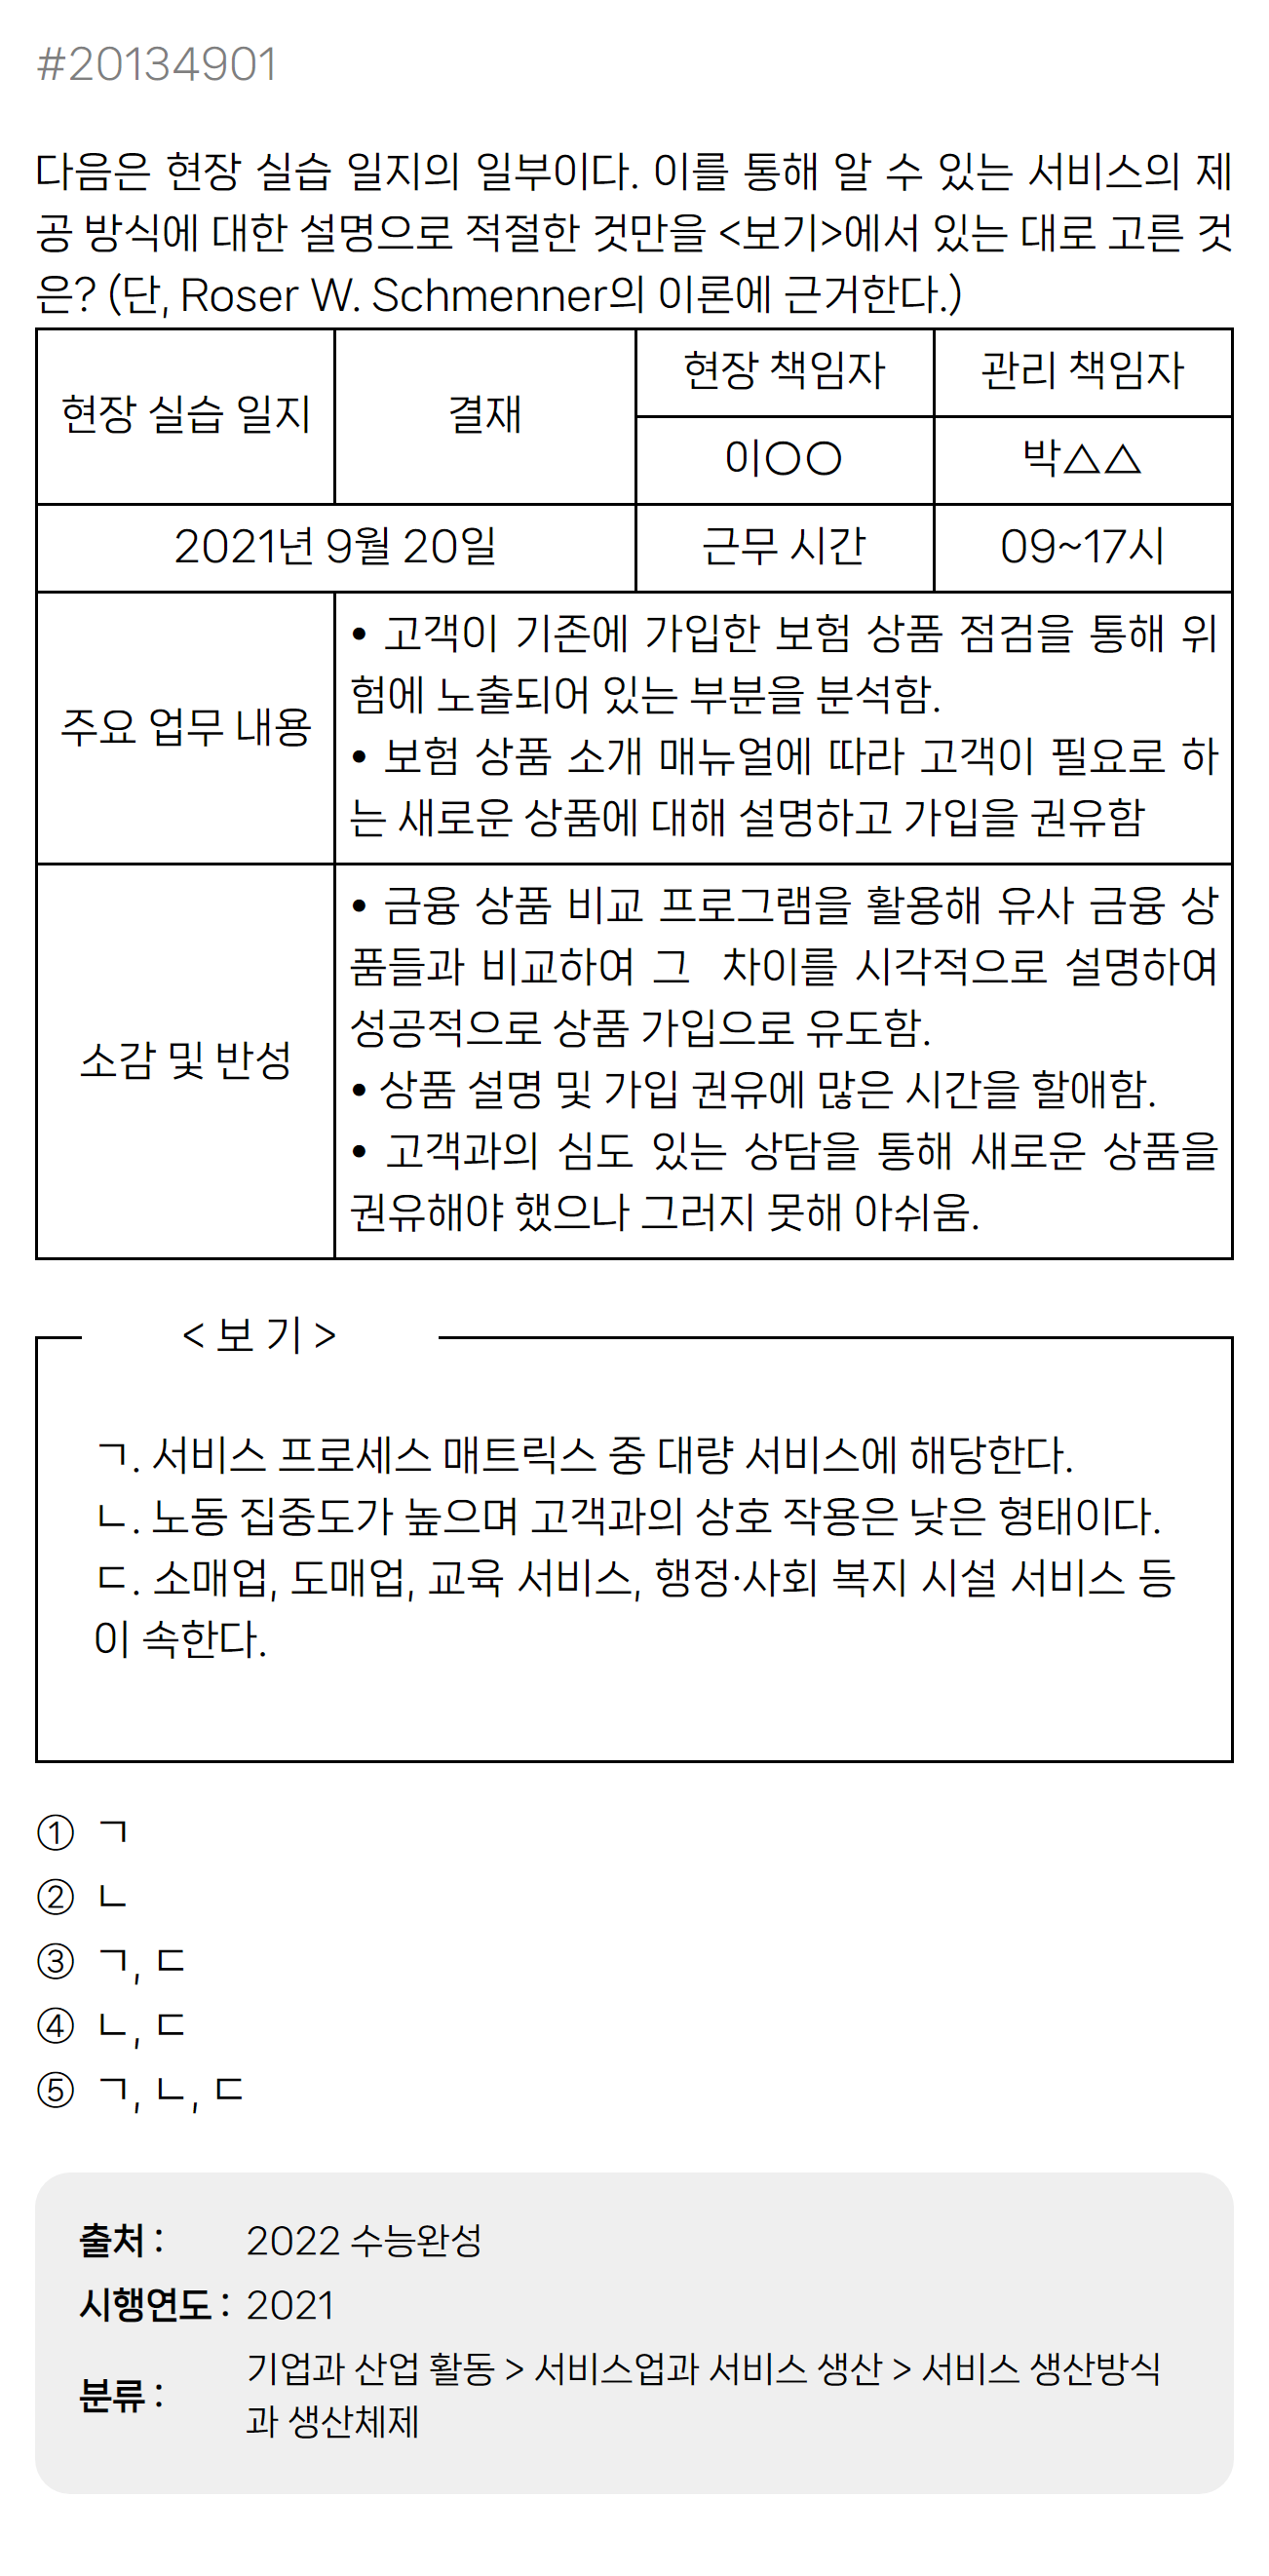 #20134901
다음은 현장 실습 일지의 일부이다. 이를 통해 알 수 있는 서비스의 제
공 방식에 대한 설명으로 적절한 것만을 <보기>에서 있는 대로 고른 것
은? (단, Roser W. Schmenner의 이론에 근거한다.)
현장 실습 일지
결재
현장 책임자
관리 책임자
이○○
박△△
2021년 9월 20일
근무 시간
09~17시
주요 업무 내용
• 고객이 기존에 가입한 보험 상품 점검을 통해 위
험에 노출되어 있는 부분을 분석함.
• 보험 상품 소개 매뉴얼에 따라 고객이 필요로 하
는 새로운 상품에 대해 설명하고 가입을 권유함
소감 및 반성
• 금융 상품 비교 프로그램을 활용해 유사 금융 상
품들과 비교하여 그 차이를 시각적으로 설명하여
성공적으로 상품 가입으로 유도함.
• 상품 설명 및 가입 권유에 많은 시간을 할애함.
• 고객과의 심도 있는 상담을 통해 새로운 상품을
권유해야 했으나 그러지 못해 아쉬움.
< 보 기 >
ㄱ. 서비스 프로세스 매트릭스 중 대량 서비스에 해당한다.
ㄴ. 노동 집중도가 높으며 고객과의 상호 작용은 낮은 형태이다.
ㄷ. 소매업, 도매업, 교육 서비스, 행정·사회 복지 시설 서비스 등
이 속한다.
① ㄱ
② ㄴ
③ ㄱ, ㄷ
④ ㄴ, ㄷ
⑤ ㄱ, ㄴ, ㄷ
출처 : 2022 수능완성
시행연도 : 2021
분류 : 기업과 산업 활동 > 서비스업과 서비스 생산 > 서비스 생산방식
과 생산체제